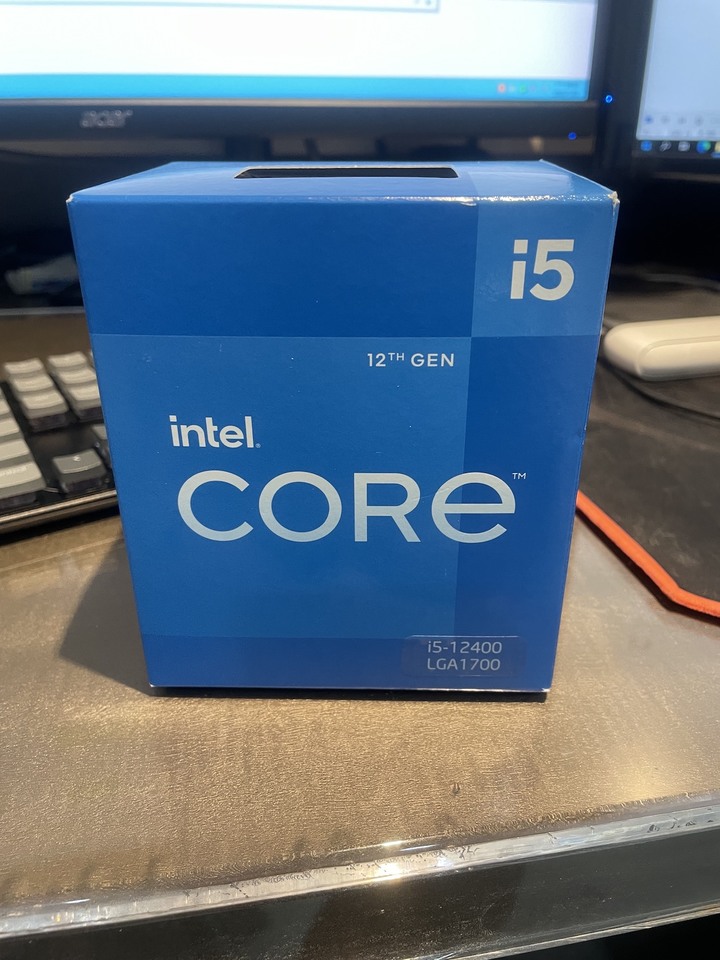 acer
i5
12TH GEN
intel.
CORE™
i5-12400
LGA1700